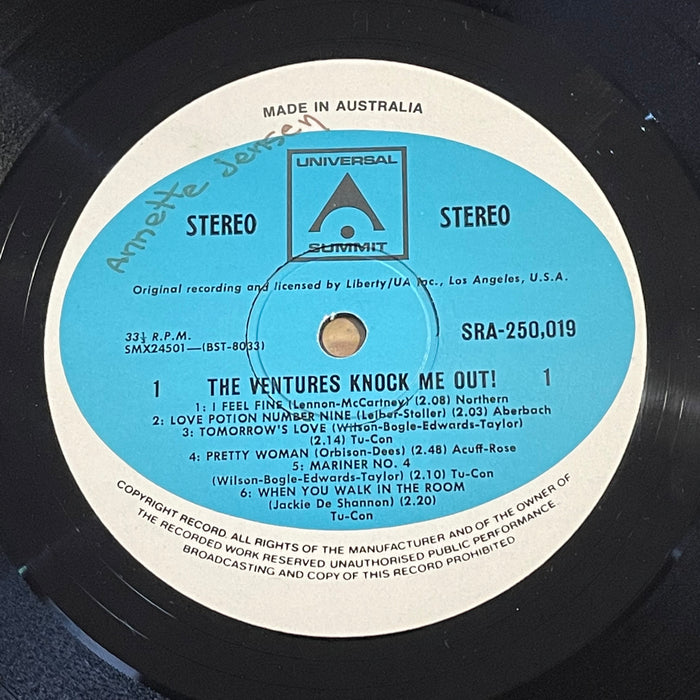 MADE IN AUSTRALIA
Annette Jensen
UNIVERSAL
SUMMIT
STEREO
STEREO
Original recording and licensed by Liberty/UA Inc., Los Angeles, U.S.A.
33⅓ R.P.M.
SMX24501—(BST-8033)
SRA-250,019
1 THE VENTURES KNOCK ME OUT! 1
1: I FEEL FINE (Lennon-McCartney) (2.08) Northern
2: LOVE POTION NUMBER NINE (Leiber-Stoller) (2.03) Aberbach
3: TOMORROW'S LOVE (Wilson-Bogle-Edwards-Taylor)
(2.14) Tu-Con
4: PRETTY WOMAN (Orbison-Dees) (2.48) Acuff-Rose
5: MARINER NO. 4
(Wilson-Bogle-Edwards-Taylor) (2.10) Tu-Con
6: WHEN YOU WALK IN THE ROOM
(Jackie De Shannon) (2.20)
Tu-Con
COPYRIGHT RECORD. ALL RIGHTS OF THE MANUFACTURER AND OF THE OWNER OF
THE RECORDED WORK RESERVED UNAUTHORISED PUBLIC PERFORMANCE.
BROADCASTING AND COPY OF THIS RECORD PROHIBITED